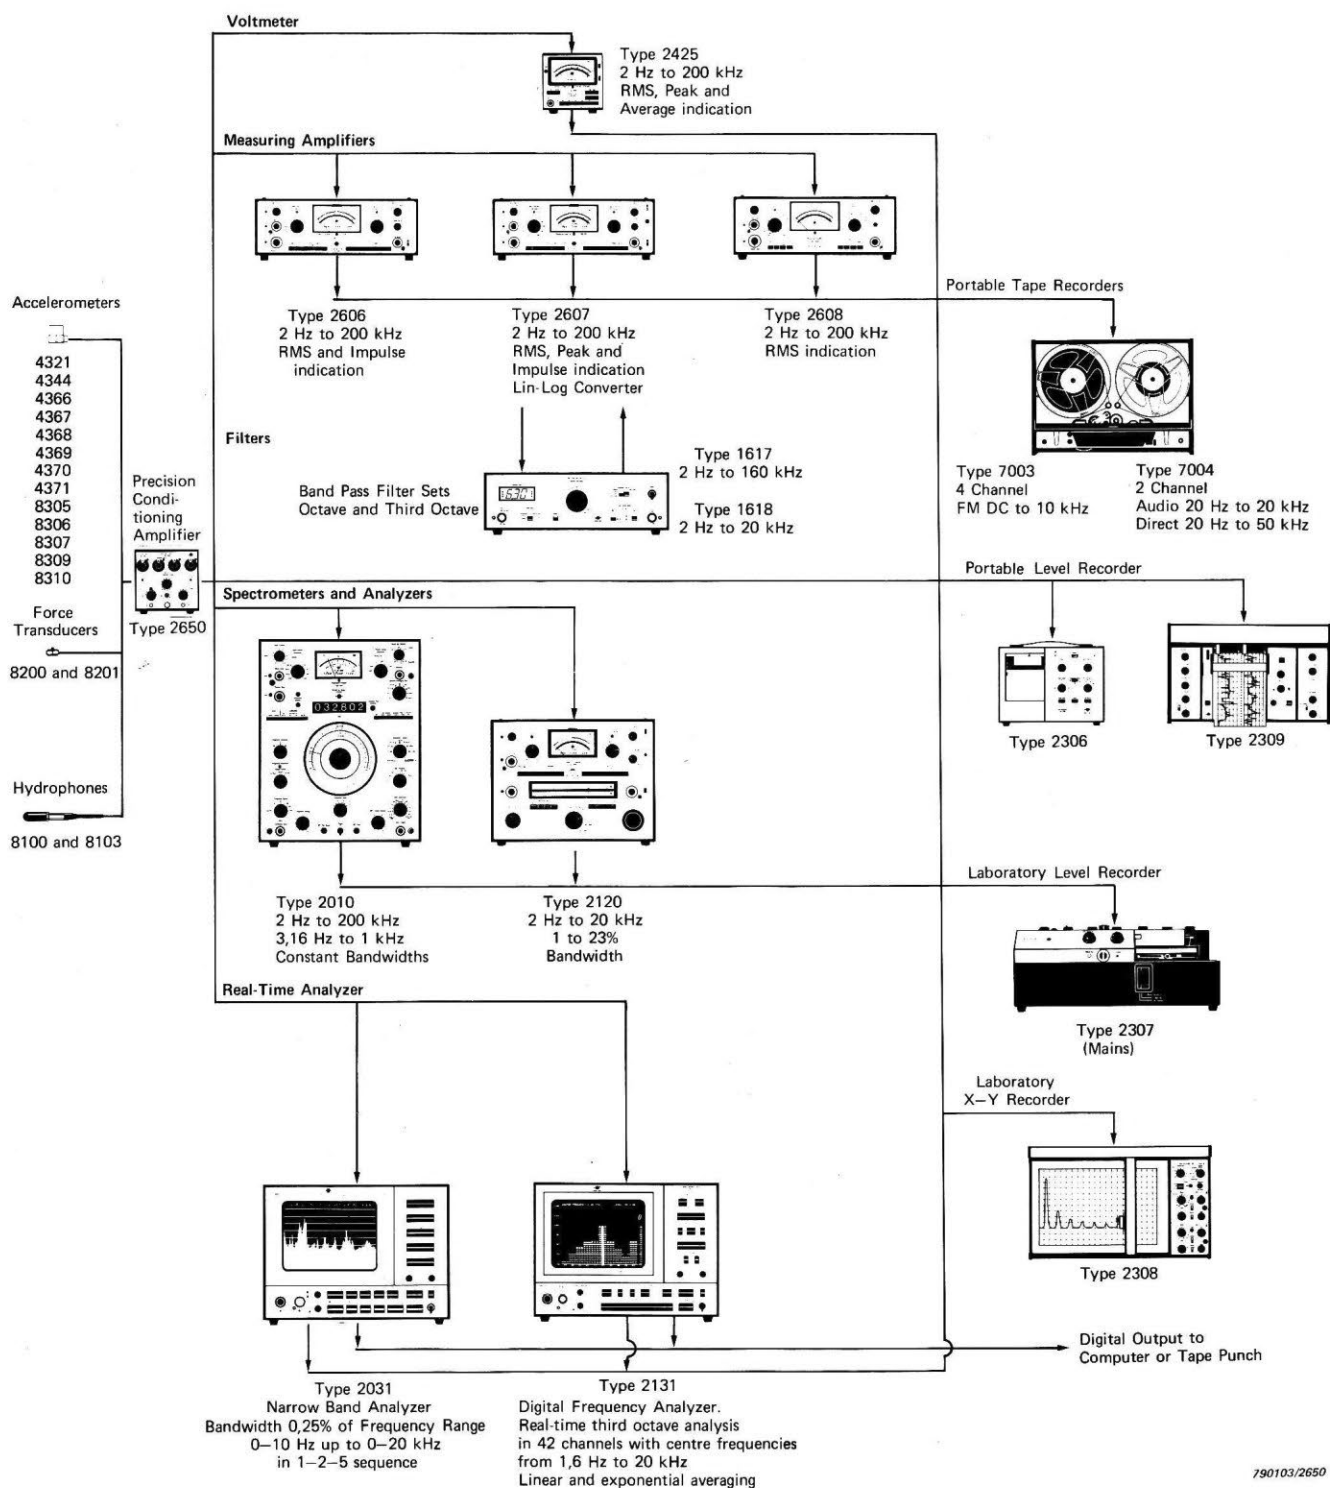 Voltmeter
Type 2425
2 Hz to 200 kHz
RMS, Peak and
Average indication
Measuring Amplifiers
Type 2606
2 Hz to 200 kHz
RMS and Impulse
indication
Type 2607
2 Hz to 200 kHz
RMS, Peak and
Impulse indication
Lin-Log Converter
Type 2608
2 Hz to 200 kHz
RMS indication
Portable Tape Recorders
Type 7003
4 Channel
FM DC to 10 kHz
Type 7004
2 Channel
Audio 20 Hz to 20 kHz
Direct 20 Hz to 50 kHz
Accelerometers
4321
4344
4366
4367
4368
4369
4370
4371
8305
8306
8307
8309
8310
Force
Transducers
8200 and 8201
Hydrophones
8100 and 8103
Precision
Condi-
tioning
Amplifier
Type 2650
Filters
Band Pass Filter Sets
Octave and Third Octave
630
Type 1617
2 Hz to 160 kHz
Type 1618
2 Hz to 20 kHz
Portable Level Recorder
Type 2306
Type 2309
Spectrometers and Analyzers
032802
Type 2010
2 Hz to 200 kHz
3,16 Hz to 1 kHz
Constant Bandwidths
Type 2120
2 Hz to 20 kHz
1 to 23%
Bandwidth
Laboratory Level Recorder
Type 2307
(Mains)
Real-Time Analyzer
Laboratory
X–Y Recorder
Type 2308
Digital Output to
Computer or Tape Punch
Type 2031
Narrow Band Analyzer
Bandwidth 0,25% of Frequency Range
0–10 Hz up to 0–20 kHz
in 1–2–5 sequence
Type 2131
Digital Frequency Analyzer.
Real-time third octave analysis
in 42 channels with centre frequencies
from 1,6 Hz to 20 kHz
Linear and exponential averaging
790103/2650